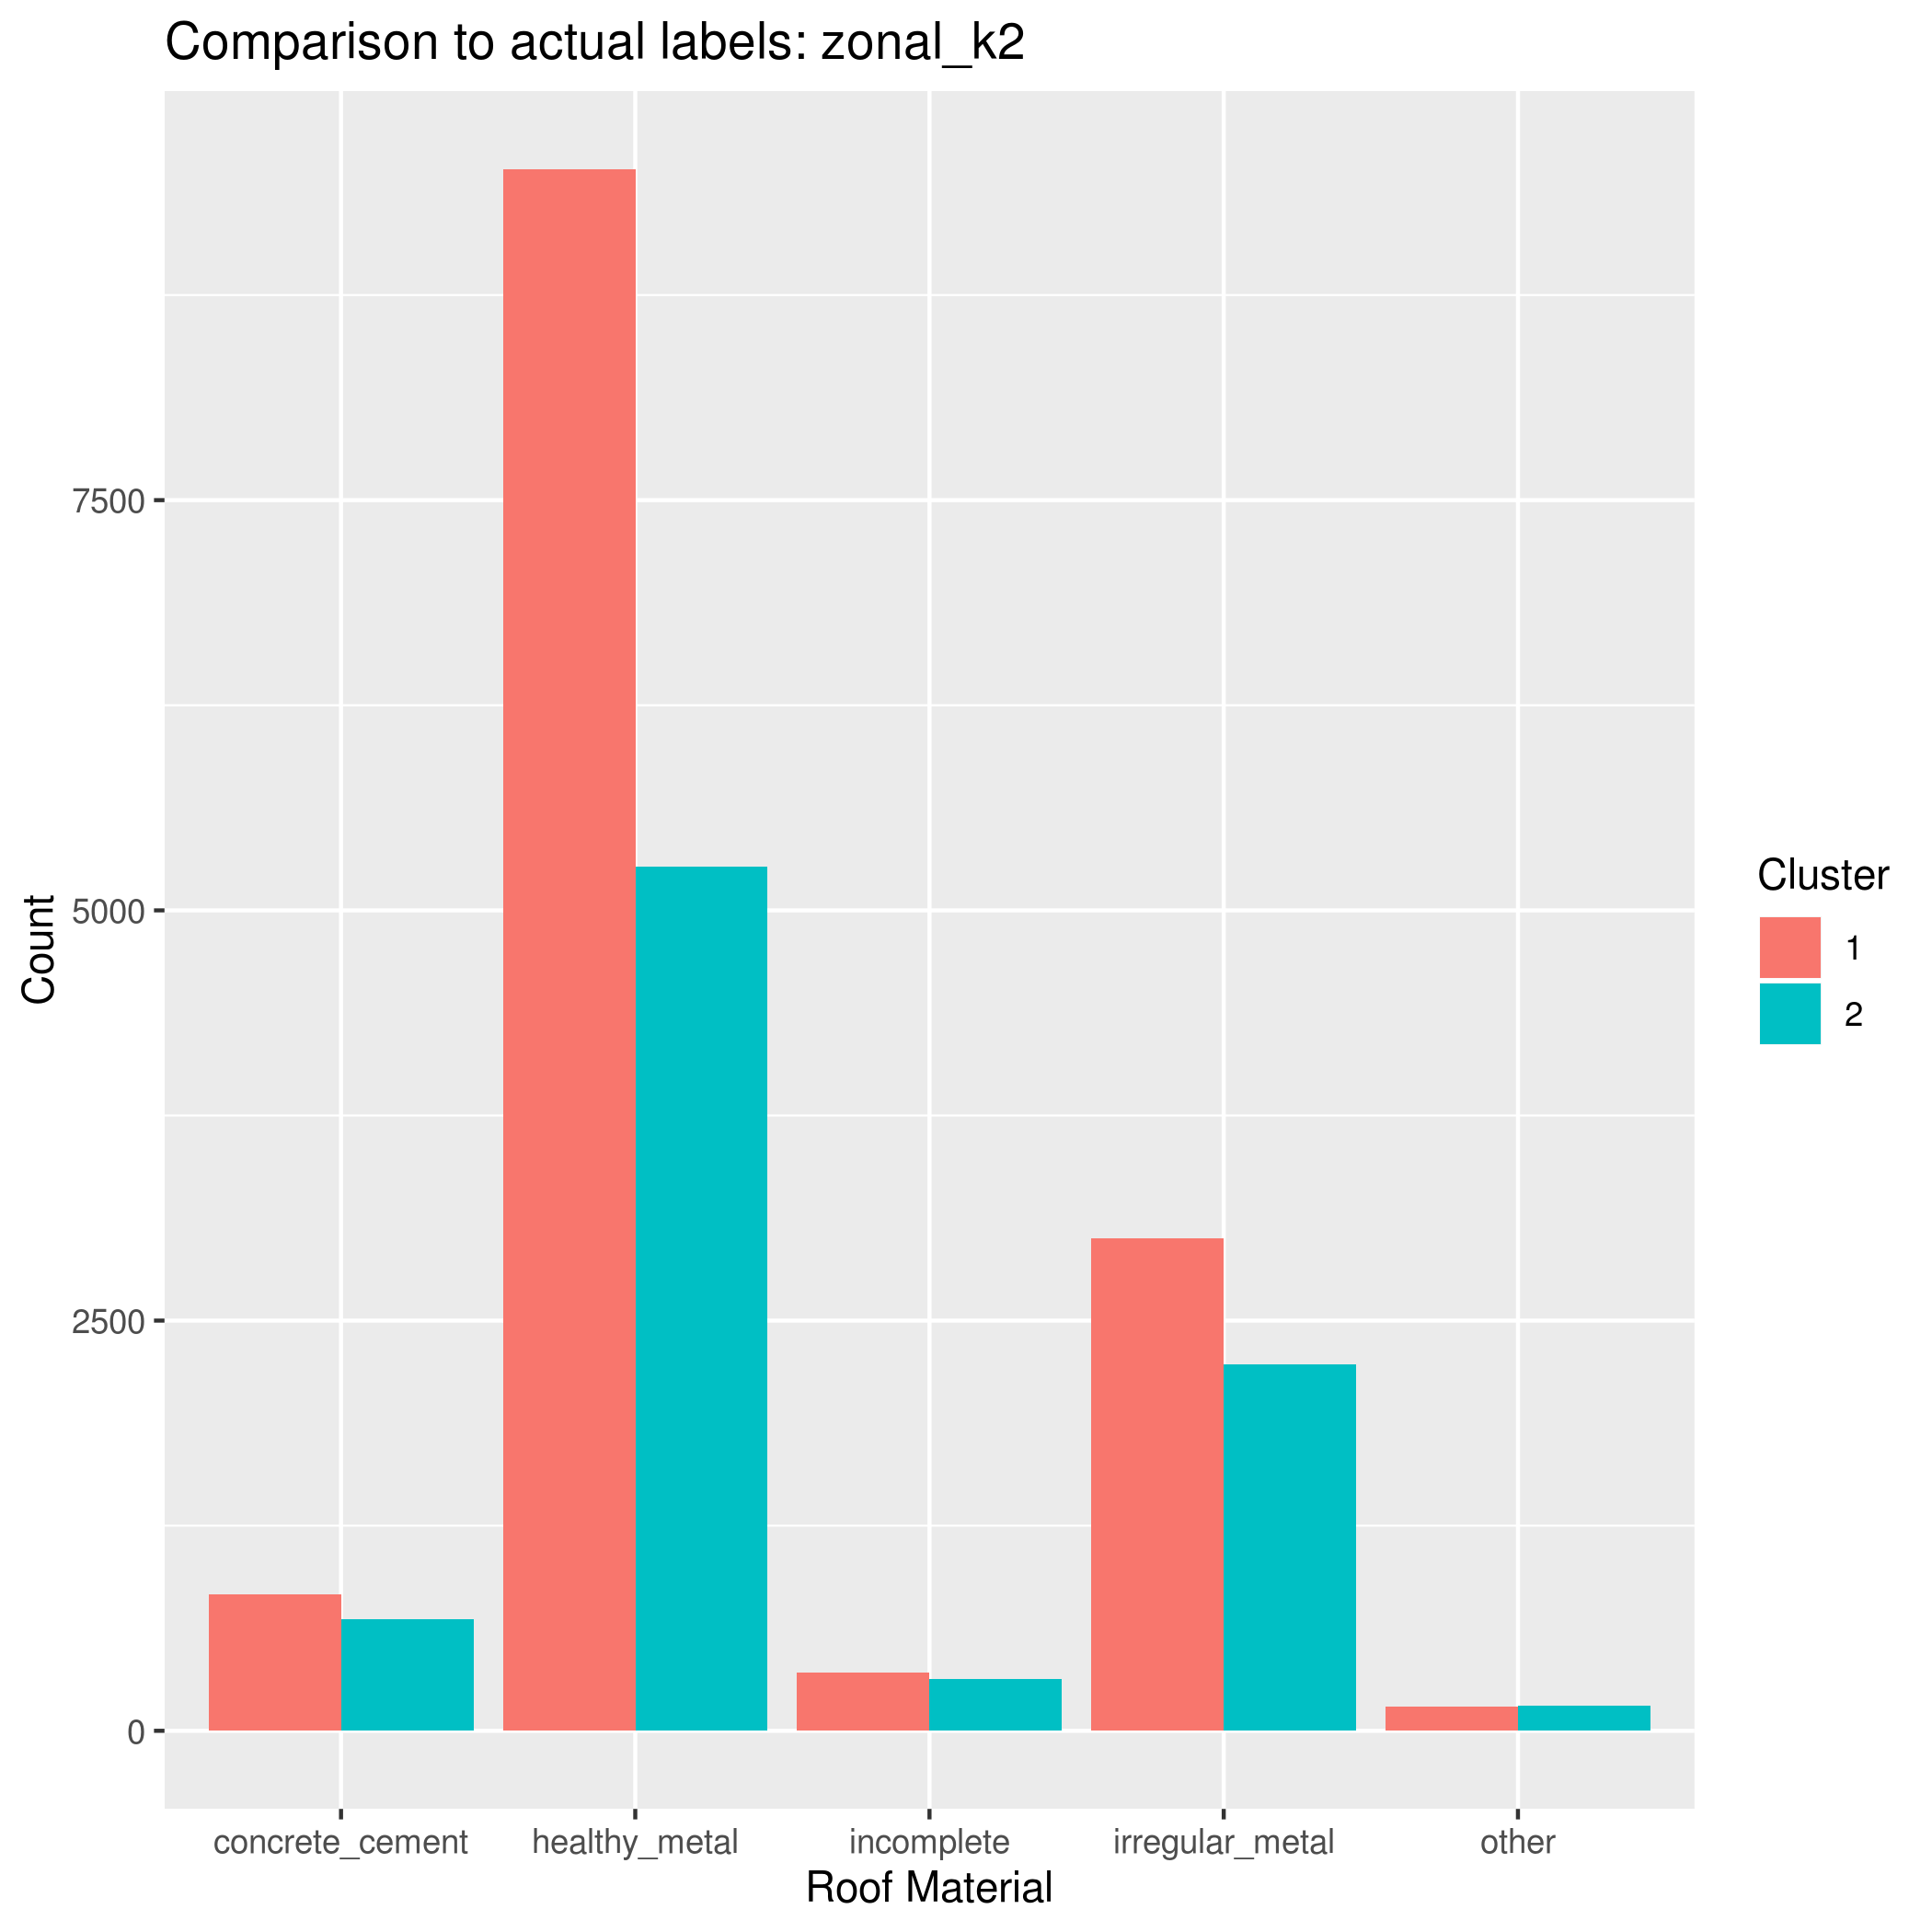 Comparison to actual labels: zonal_k2
Count
7500
5000
2500
0
concrete_cement
healthy_metal
incomplete
irregular_metal
other
Roof Material
Cluster
1
2